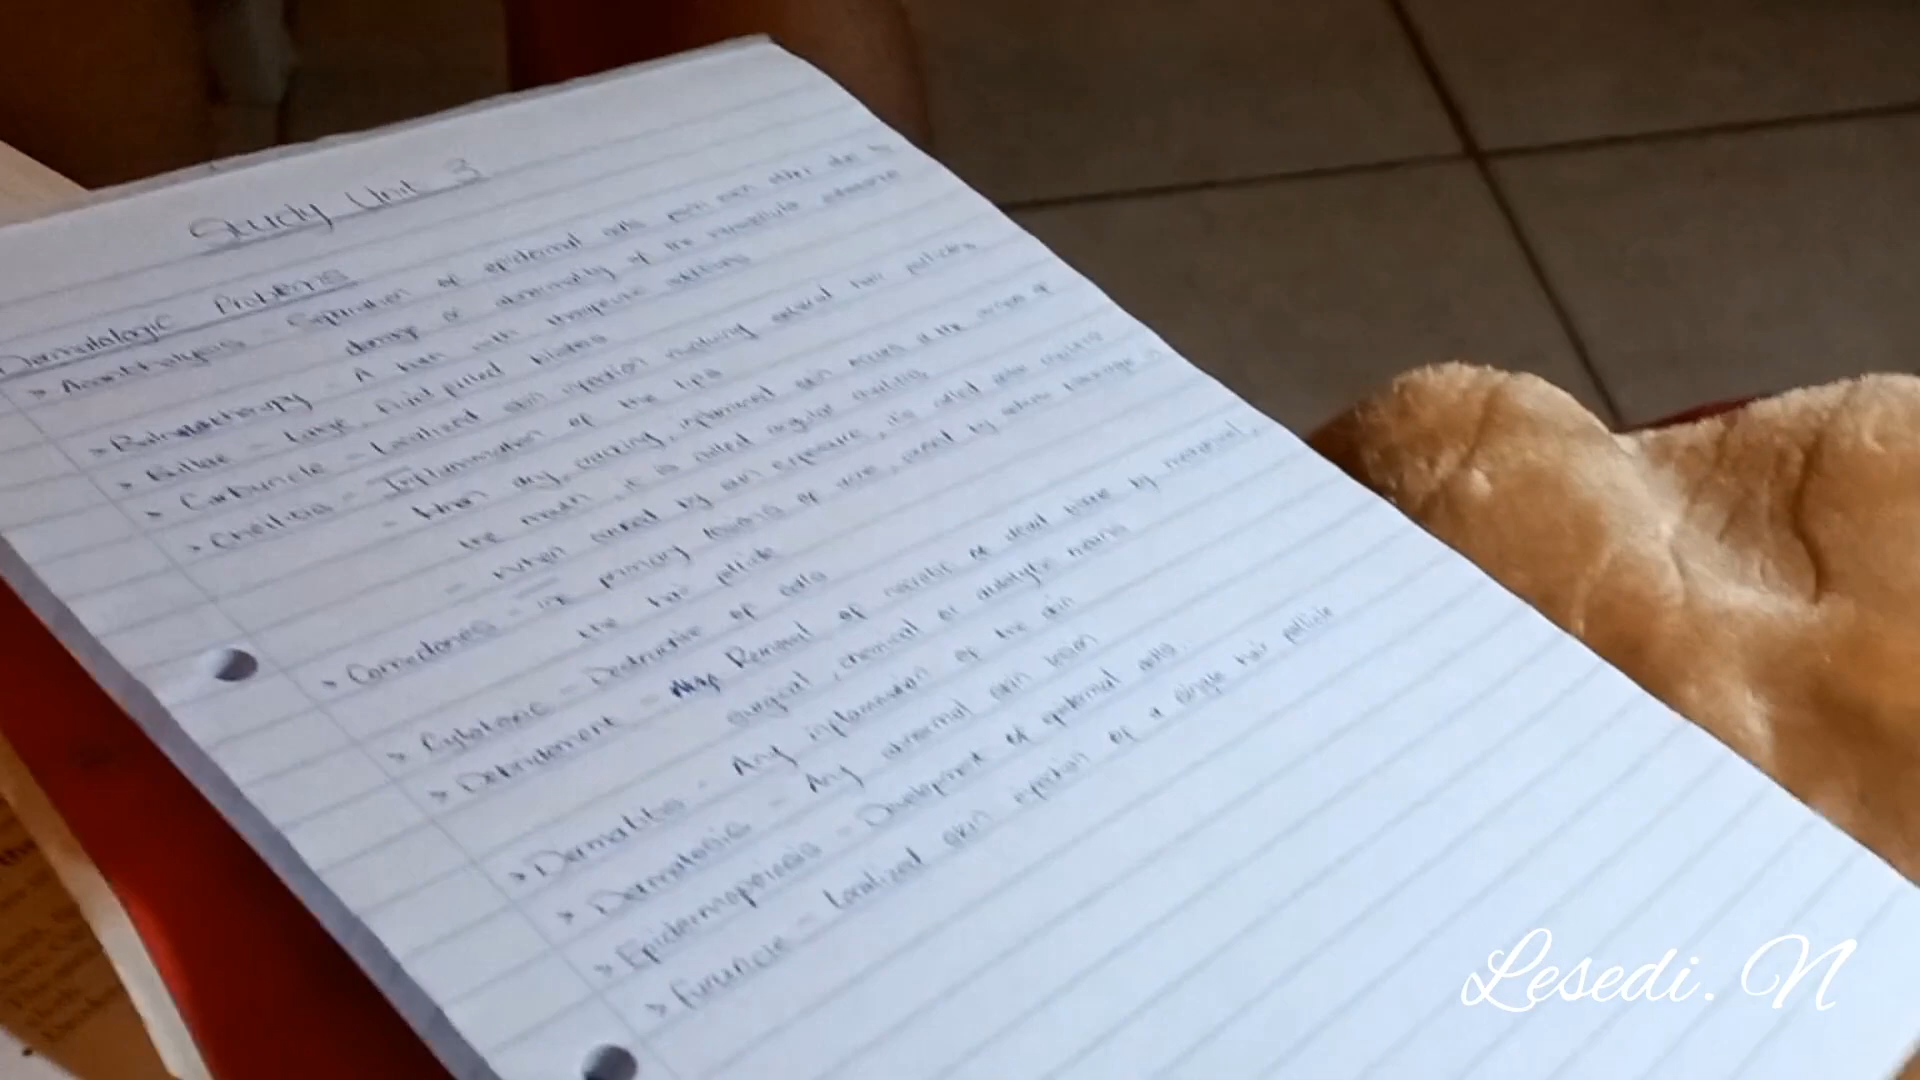 Study Unit 3
Dermatologic Problems
> Acantholysis - Separation of epidermal cells from each other due to
damage or abnormality of the intracellular substance
> Balneotherapy - A bath with therapeutic additives
> Bullae - Large, fluid filled blisters
> Carbuncle - Localized skin infection involving several hair follicles
> Cheilitis - Inflammation of the lips
- When dry, cracking, inflamed skin occurs at the corners of
the mouth, it is called angular cheilitis
- When caused by sun exposure, its called
> Comedones - The primary lesions of acne, caused by sebum blockage in
the hair follicle
> Cytotoxic - Destructive of cells
> Debridement - Removal of necrotic or dead tissue by mechanical,
surgical, chemical or autolytic means
> Dermatitis - Any inflammation of the skin
> Dermatosis - Any abnormal skin lesion
> Epidermopoiesis - Development of epidermal cells.
> Furuncle - Localized skin infection of a single hair follicle
Lesedi. N